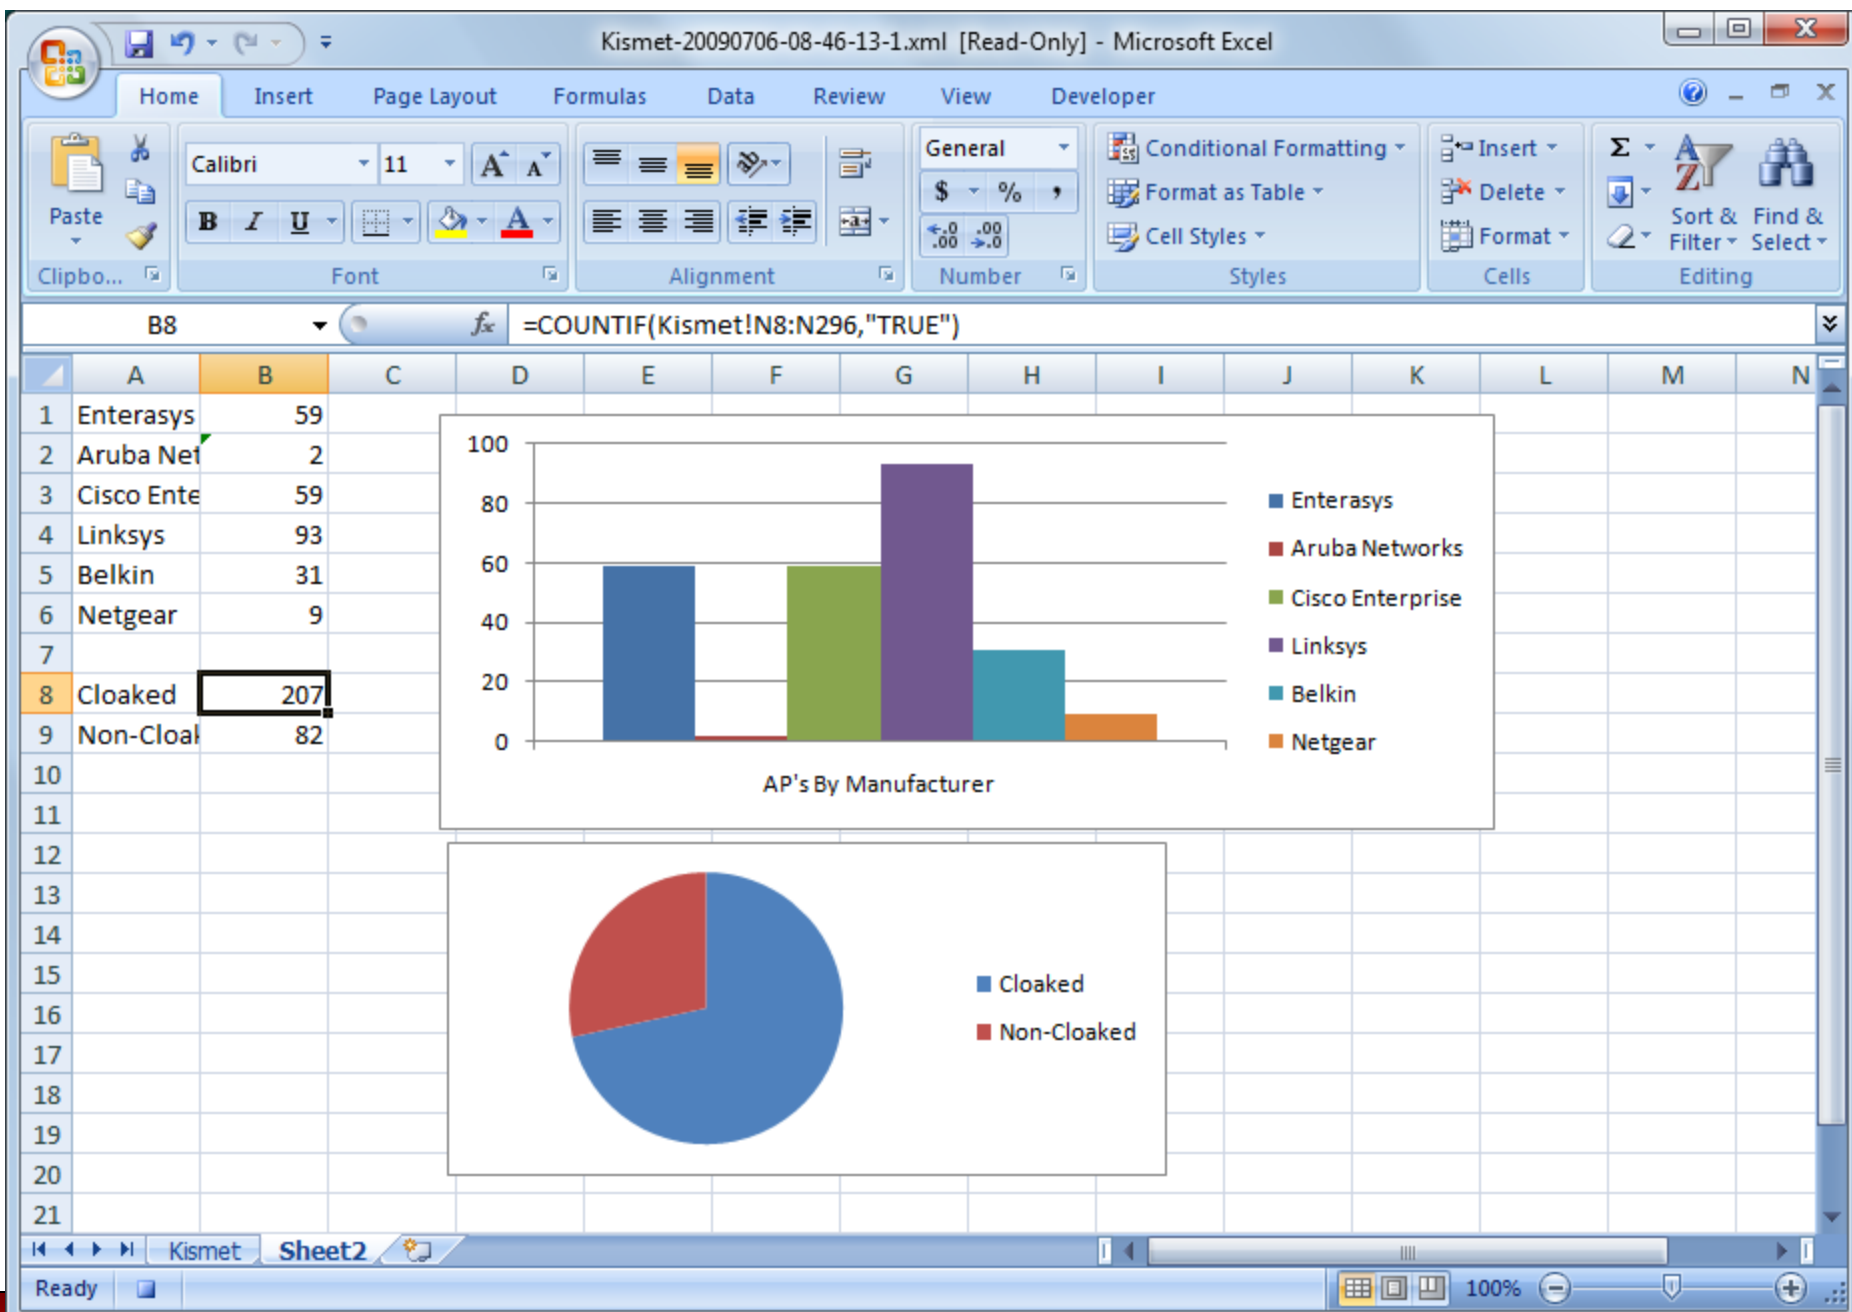 Kismet-20090706-08-46-13-1.xml [Read-Only] - Microsoft Excel
Home Insert Page Layout Formulas Data Review View Developer
Paste
Clipbo...
Calibri 11 A A
B I U A
Font
Alignment
General
$ % ,
.00 .00
Number
Conditional Formatting
Format as Table
Cell Styles
Styles
Insert
Delete
Format
Cells
Σ
Sort & Filter
Find & Select
Editing
B8 fx =COUNTIF(Kismet!N8:N296,"TRUE")
A B C D E F G H I J K L M N
1 Enterasys 59
2 Aruba Net 2
3 Cisco Ente 59
4 Linksys 93
5 Belkin 31
6 Netgear 9
7
8 Cloaked 207
9 Non-Cloak 82
10
11
12
13
14
15
16
17
18
19
20
21
100
80
60
40
20
0
AP's By Manufacturer
Enterasys
Aruba Networks
Cisco Enterprise
Linksys
Belkin
Netgear
Cloaked
Non-Cloaked
Kismet Sheet2
Ready 100%